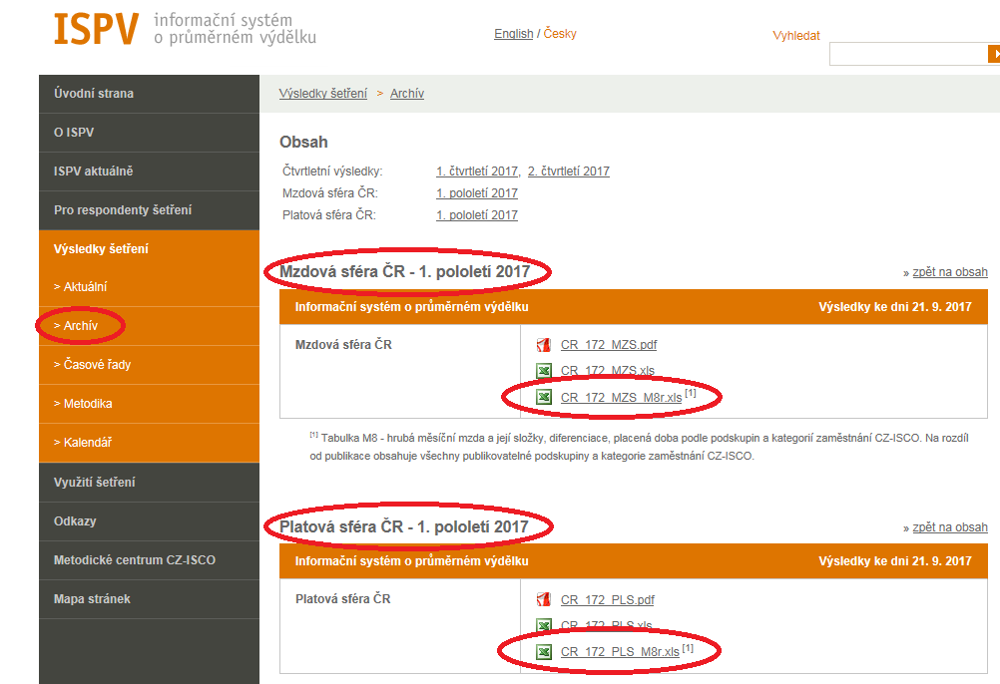 ISPV informační systém
o průměrném výdělku
English / Česky
Vyhledat
Úvodní strana
O ISPV
ISPV aktuálně
Pro respondenty šetření
Výsledky šetření
> Aktuální
> Archív
> Časové řady
> Metodika
> Kalendář
Využití šetření
Odkazy
Metodické centrum CZ-ISCO
Mapa stránek
Výsledky šetření > Archív
Obsah
Čtvrtletní výsledky: 1. čtvrtletí 2017, 2. čtvrtletí 2017
Mzdová sféra ČR: 1. pololetí 2017
Platová sféra ČR: 1. pololetí 2017
Mzdová sféra ČR - 1. pololetí 2017
» zpět na obsah
Informační systém o průměrném výdělku Výsledky ke dni 21. 9. 2017
Mzdová sféra ČR CR_172_MZS.pdf
CR_172_MZS.xls
CR_172_MZS_M8r.xls [1]
[1] Tabulka M8 - hrubá měsíční mzda a její složky, diferenciace, placená doba podle podskupin a kategorií zaměstnání CZ-ISCO. Na rozdíl
od publikace obsahuje všechny publikovatelné podskupiny a kategorie zaměstnání CZ-ISCO.
Platová sféra ČR - 1. pololetí 2017
» zpět na obsah
Informační systém o průměrném výdělku Výsledky ke dni 21. 9. 2017
Platová sféra ČR CR_172_PLS.pdf
CR_172_PLS.xls
CR_172_PLS_M8r.xls [1]